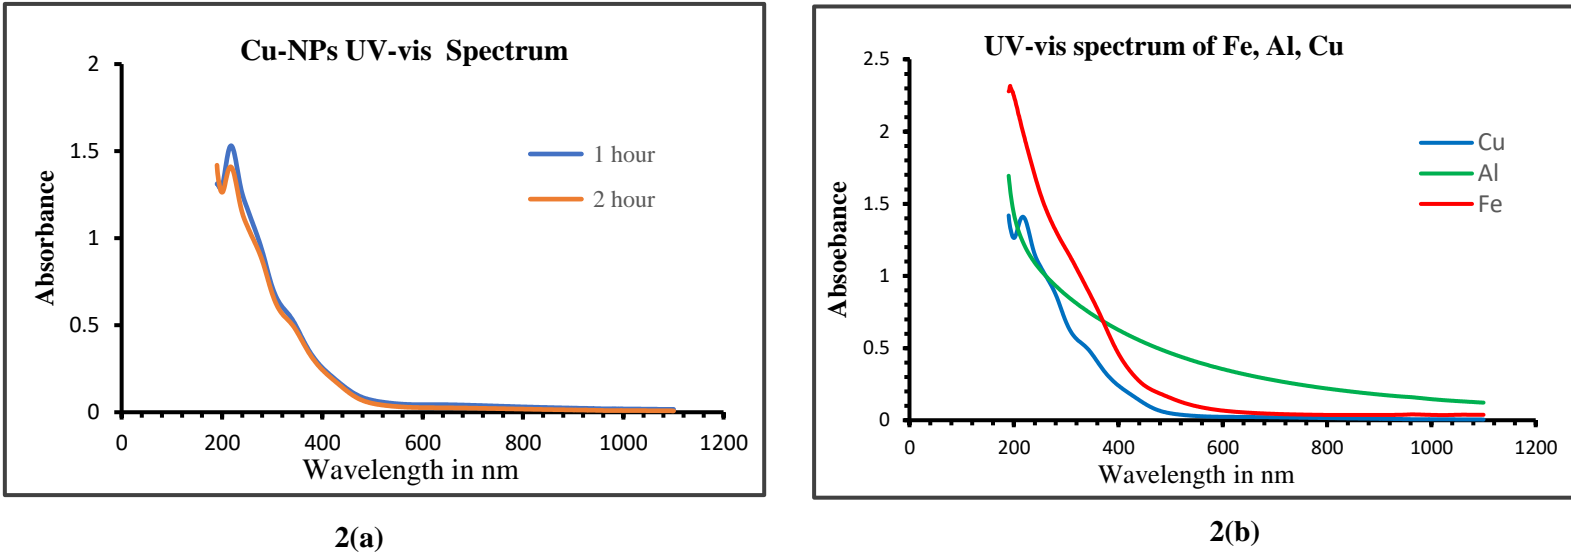 Cu-NPs UV-vis  Spectrum
2
1.5
1
0.5
0
0 200 400 600 800 1000 1200
Absorbance
Wavelength in nm
1 hour
2 hour
2(a)
UV-vis spectrum of Fe, Al, Cu
2.5
2
1.5
1
0.5
0
0 200 400 600 800 1000 1200
Absoebance
Wavelength in nm
Cu
Al
Fe
2(b)